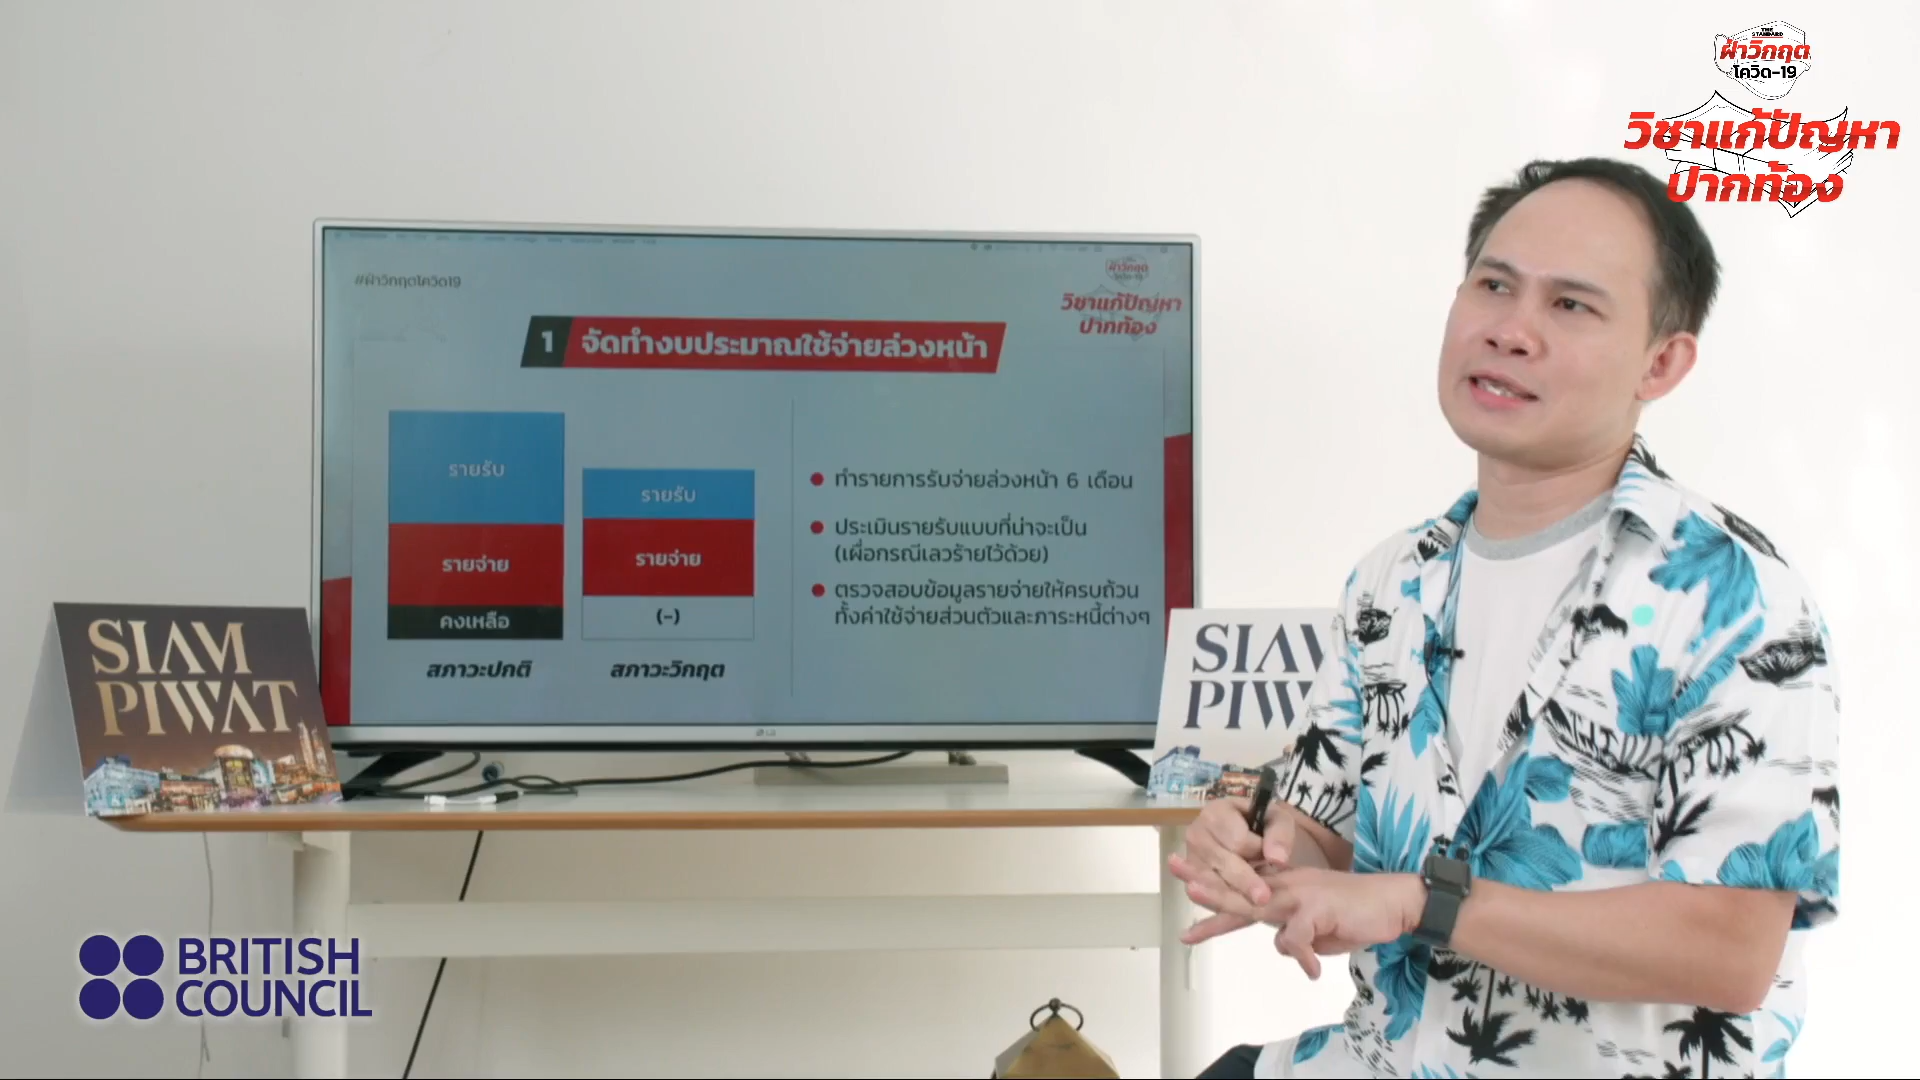 THE STANDARD
ฝ่าวิกฤต
โควิด-19
วิชาแก้ปัญหา
ปากท้อง
#ฝ่าวิกฤตโควิด19
ฝ่าวิกฤต
วิชาแก้ปัญหา
ปากท้อง
1 จัดทำงบประมาณใช้จ่ายล่วงหน้า
รายรับ
รายจ่าย
คงเหลือ
สภาวะปกติ
รายรับ
รายจ่าย
(-)
สภาวะวิกฤต
ทำรายการรับจ่ายล่วงหน้า 6 เดือน
ประเมินรายรับแบบที่น่าจะเป็น
(เผื่อกรณีเลวร้ายไว้ด้วย)
ตรวจสอบข้อมูลรายจ่ายให้ครบถ้วน
ทั้งค่าใช้จ่ายส่วนตัวและภาระหนี้ต่างๆ
LG
SIAM
PIWAT
SIAM
PIW
BRITISH
COUNCIL